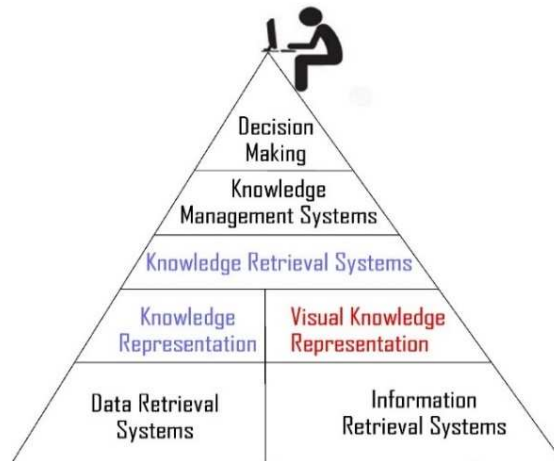 Decision
Making
Knowledge
Management Systems
Knowledge Retrieval Systems
Knowledge
Representation
Visual Knowledge
Representation
Data Retrieval
Systems
Information
Retrieval Systems